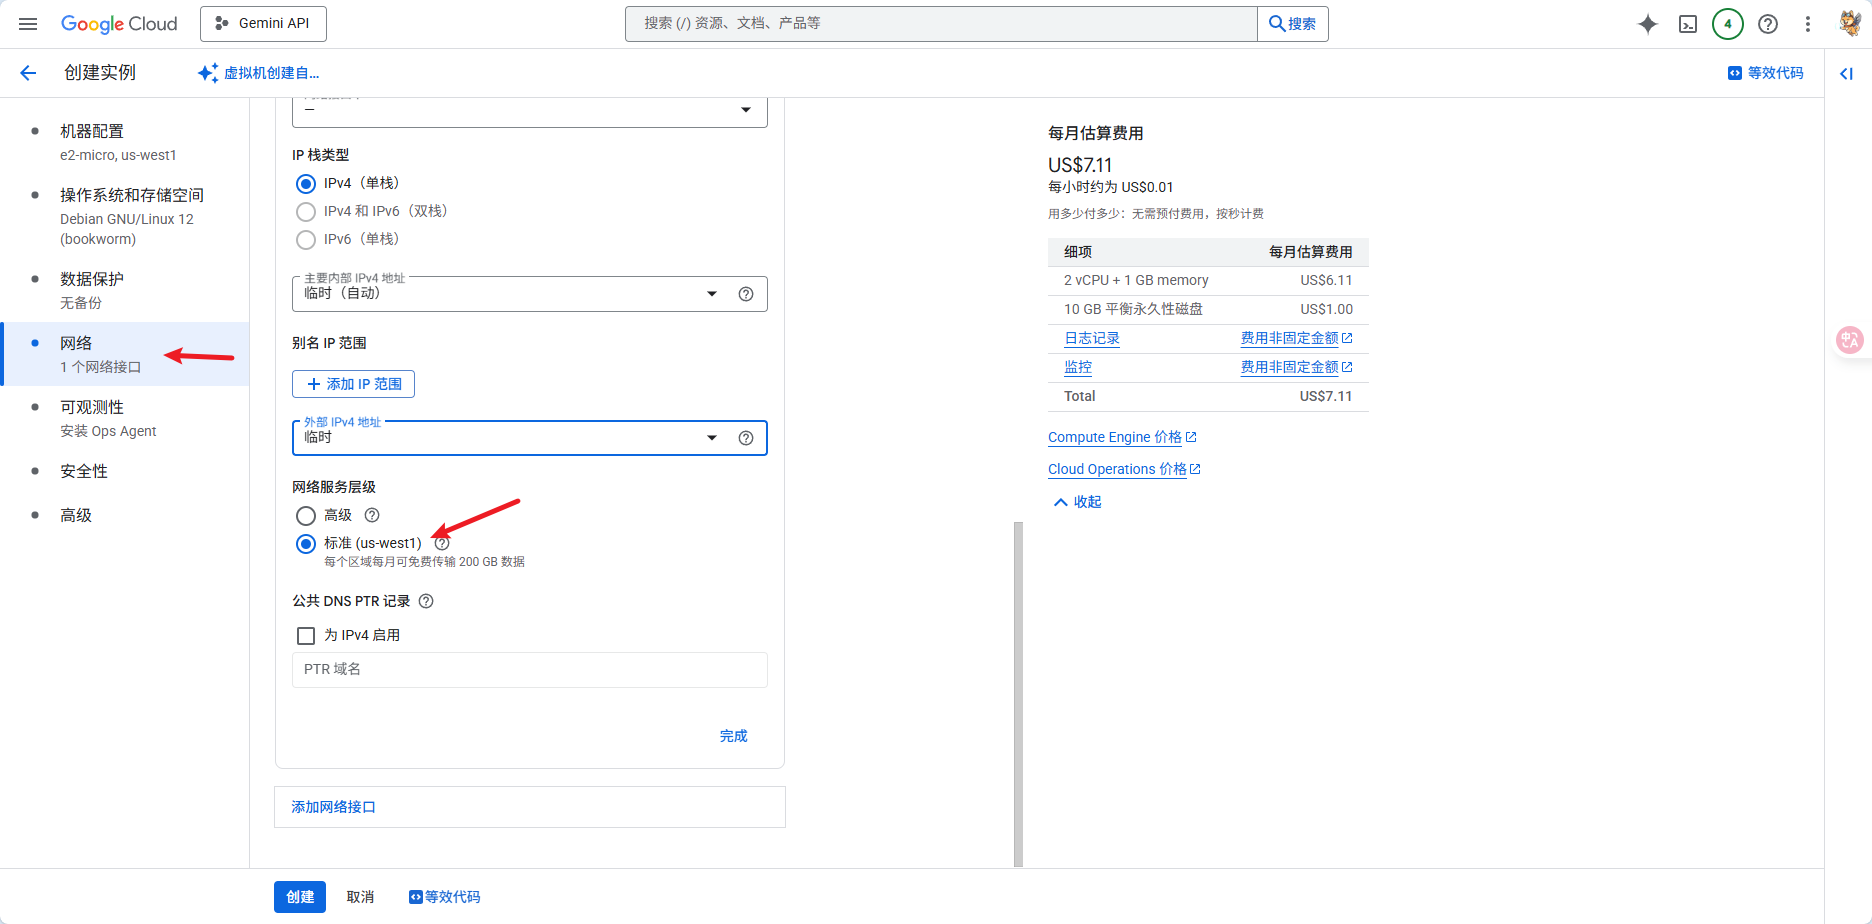 Google Cloud
Gemini API
搜索 (/) 资源、文档、产品等
搜索
4
创建实例
虚拟机创建自...
等效代码
机器配置
e2-micro, us-west1
操作系统和存储空间
Debian GNU/Linux 12
(bookworm)
数据保护
无备份
网络
1 个网络接口
可观测性
安装 Ops Agent
安全性
高级
—
IP 栈类型
IPv4（单栈）
IPv4 和 IPv6（双栈）
IPv6（单栈）
主要内部 IPv4 地址
临时（自动）
别名 IP 范围
添加 IP 范围
外部 IPv4 地址
临时
网络服务层级
高级
标准 (us-west1)
每个区域每月可免费传输 200 GB 数据
公共 DNS PTR 记录
为 IPv4 启用
PTR 域名
完成
添加网络接口
创建
取消
等效代码
每月估算费用
US$7.11
每小时约为 US$0.01
用多少付多少：无需预付费用，按秒计费
细项 每月估算费用
2 vCPU + 1 GB memory US$6.11
10 GB 平衡永久性磁盘 US$1.00
日志记录 费用非固定金额
监控 费用非固定金额
Total US$7.11
Compute Engine 价格
Cloud Operations 价格
收起